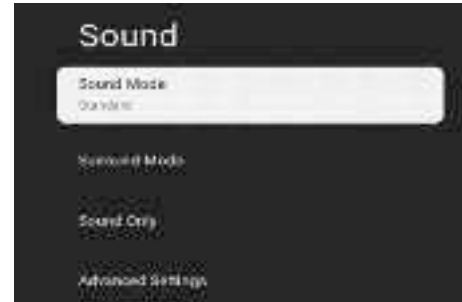 Sound
Sound Mode
Standard
Surround Mode
Sound Only
Advanced Settings